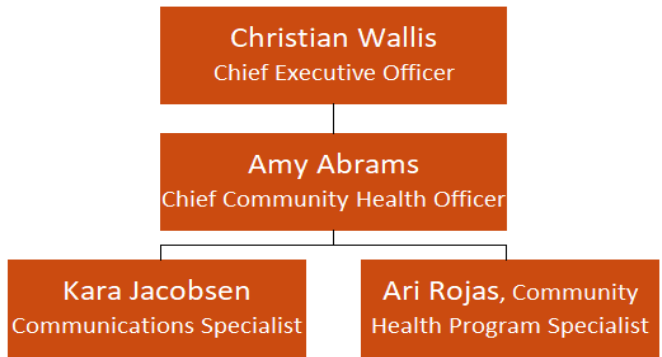 Christian Wallis
Chief Executive Officer
Amy Abrams
Chief Community Health Officer
Kara Jacobsen
Communications Specialist
Ari Rojas, Community
Health Program Specialist